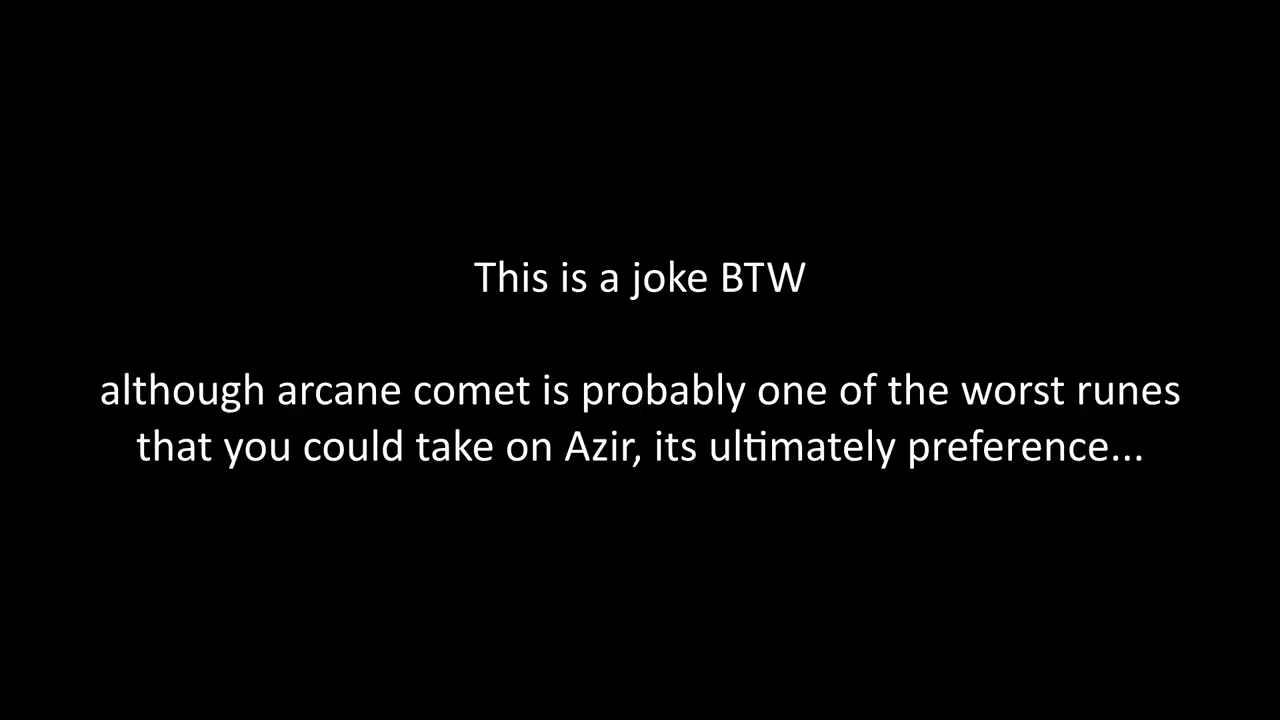 This is a joke BTW
although arcane comet is probably one of the worst runes
that you could take on Azir, its ultimately preference...